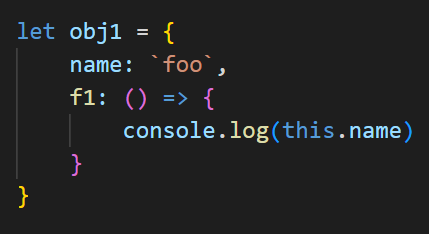 let obj1 = {
    name: `foo`,
    f1: () => {
        console.log(this.name)
    }
}